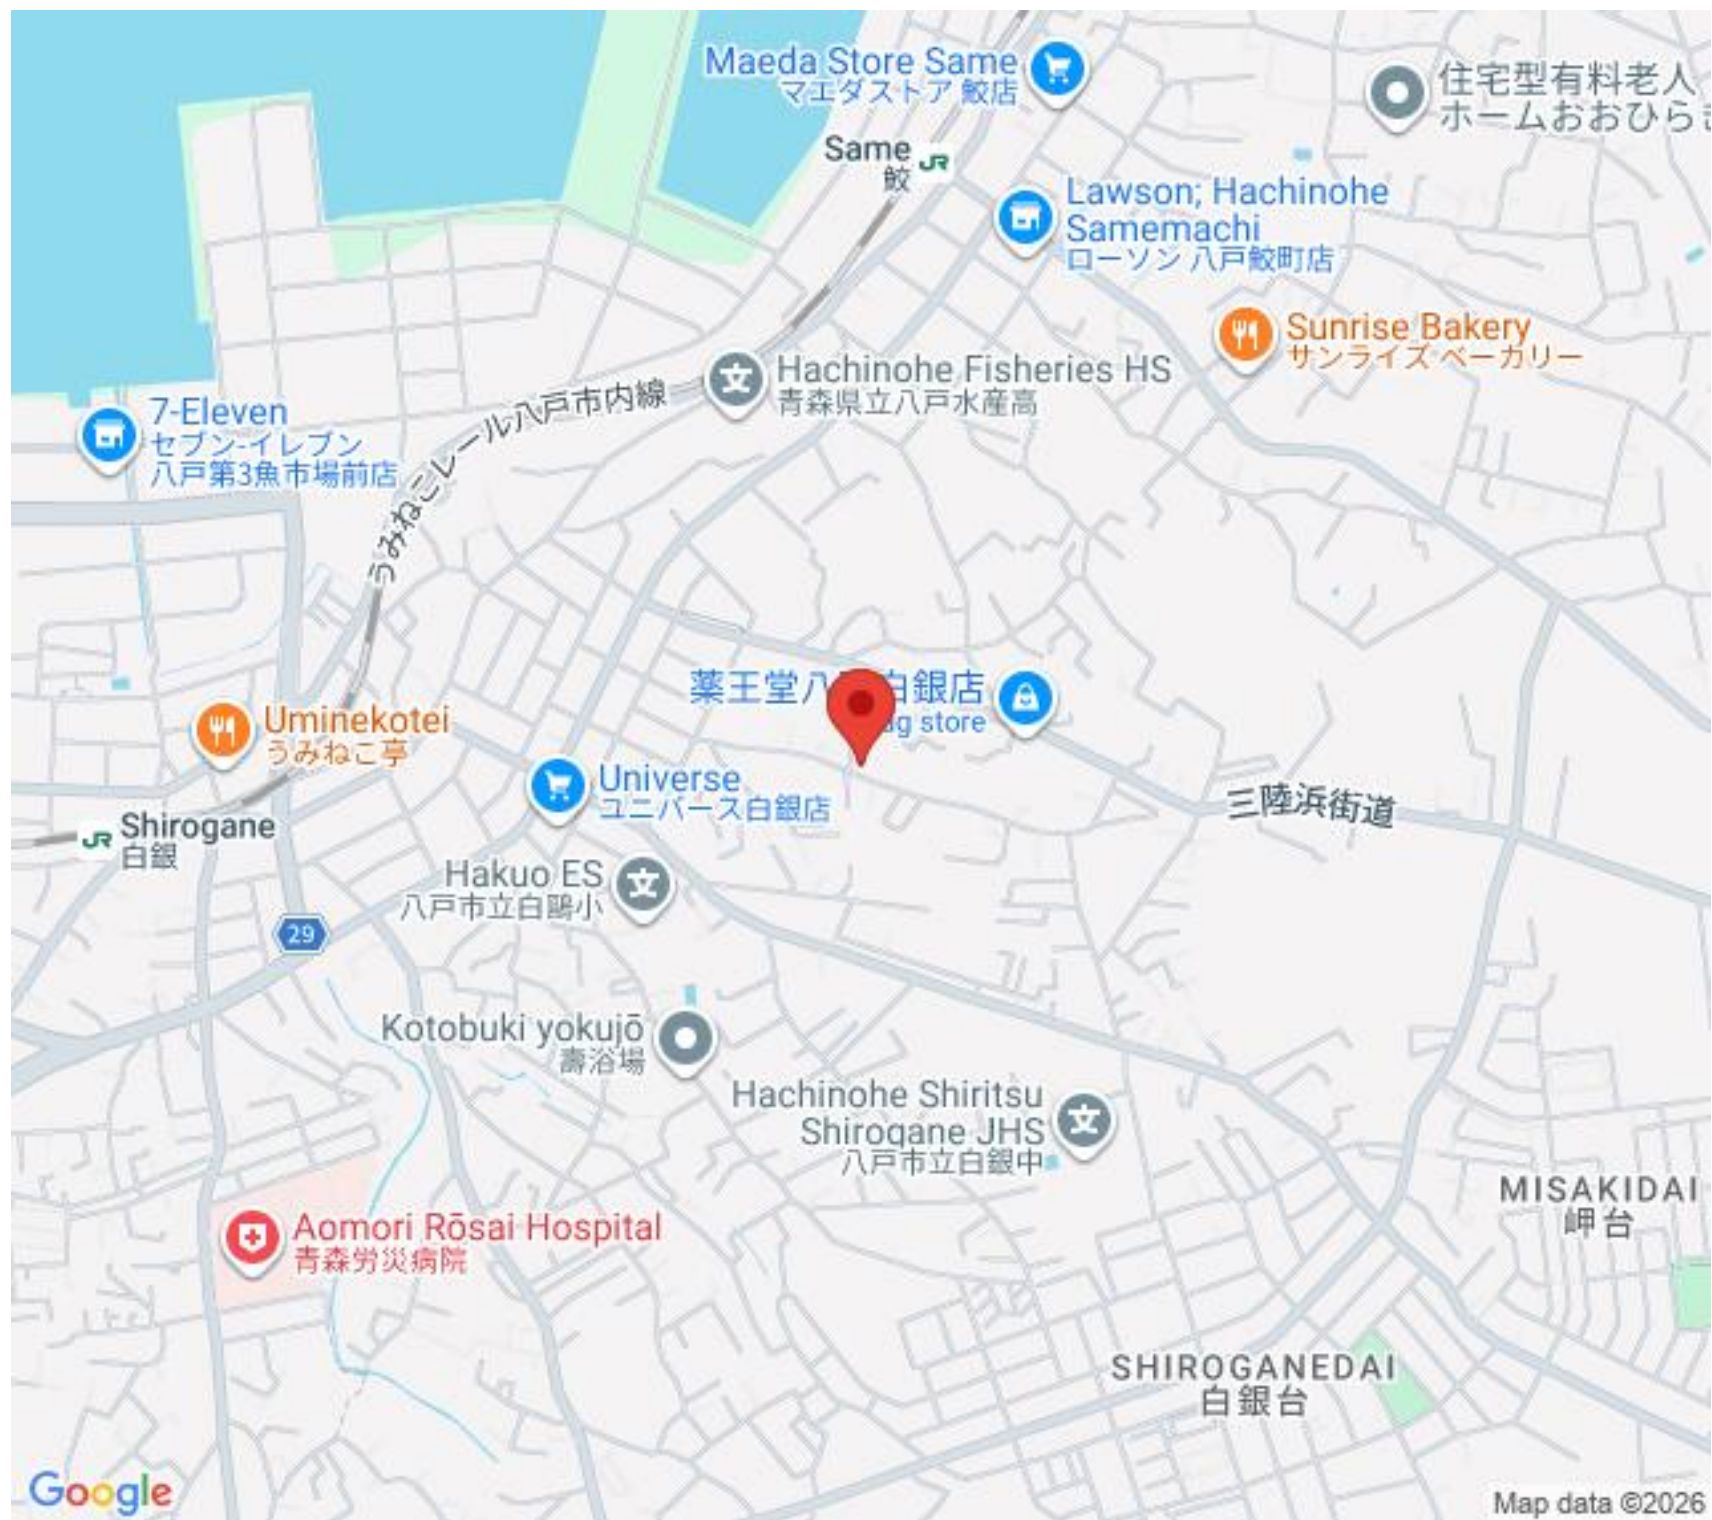 Maeda Store Same
マエダストア 鮫店
住宅型有料老人
ホームおおひら
Same
鮫
Lawson; Hachinohe
Samemachi
ローソン 八戸鮫町店
Sunrise Bakery
サンライズ ベーカリー
Hachinohe Fisheries HS
青森県立八戸水産高
7-Eleven
セブン-イレブン
八戸第3魚市場前店
うみねこレール八戸市内線
薬王堂八 白銀店
store
Uminekotei
うみねこ亭
Universe
ユニバース白銀店
三陸浜街道
Shirogane
白銀
Hakuo ES
八戸市立白鷗小
29
Kotobuki yokujō
壽浴場
Hachinohe Shiritsu
Shirogane JHS
八戸市立白銀中
MISAKIDAI
岬台
Aomori Rōsai Hospital
青森労災病院
SHIROGANEDAI
白銀台
Google
Map data ©2026